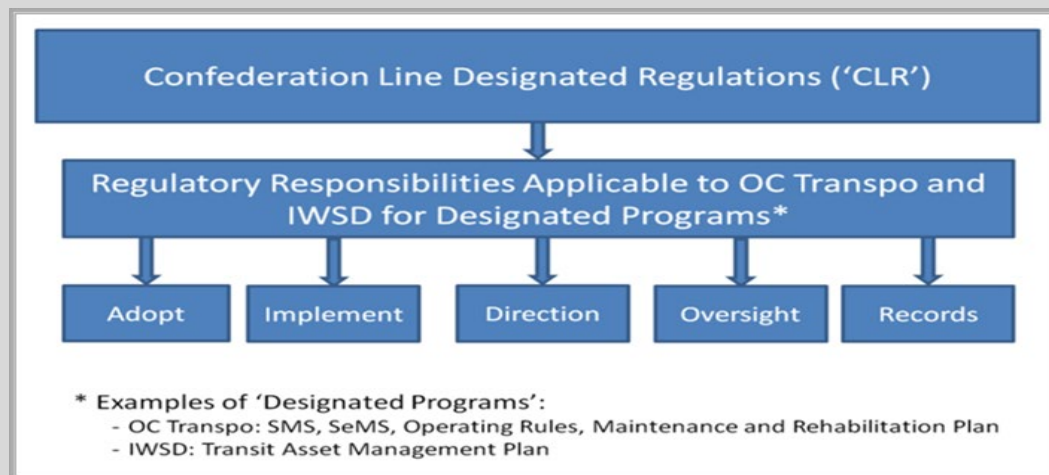 Confederation Line Designated Regulations (‘CLR’)
Regulatory Responsibilities Applicable to OC Transpo and
IWSD for Designated Programs*
Adopt
Implement
Direction
Oversight
Records
* Examples of ‘Designated Programs’:
- OC Transpo: SMS, SeMS, Operating Rules, Maintenance and Rehabilitation Plan
- IWSD: Transit Asset Management Plan